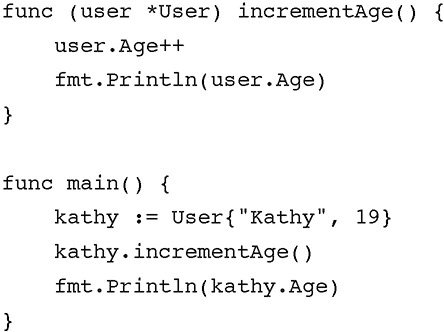 func (user *User) incrementAge() {
    user.Age++
    fmt.Println(user.Age)
}

func main() {
    kathy := User{"Kathy", 19}
    kathy.incrementAge()
    fmt.Println(kathy.Age)
}